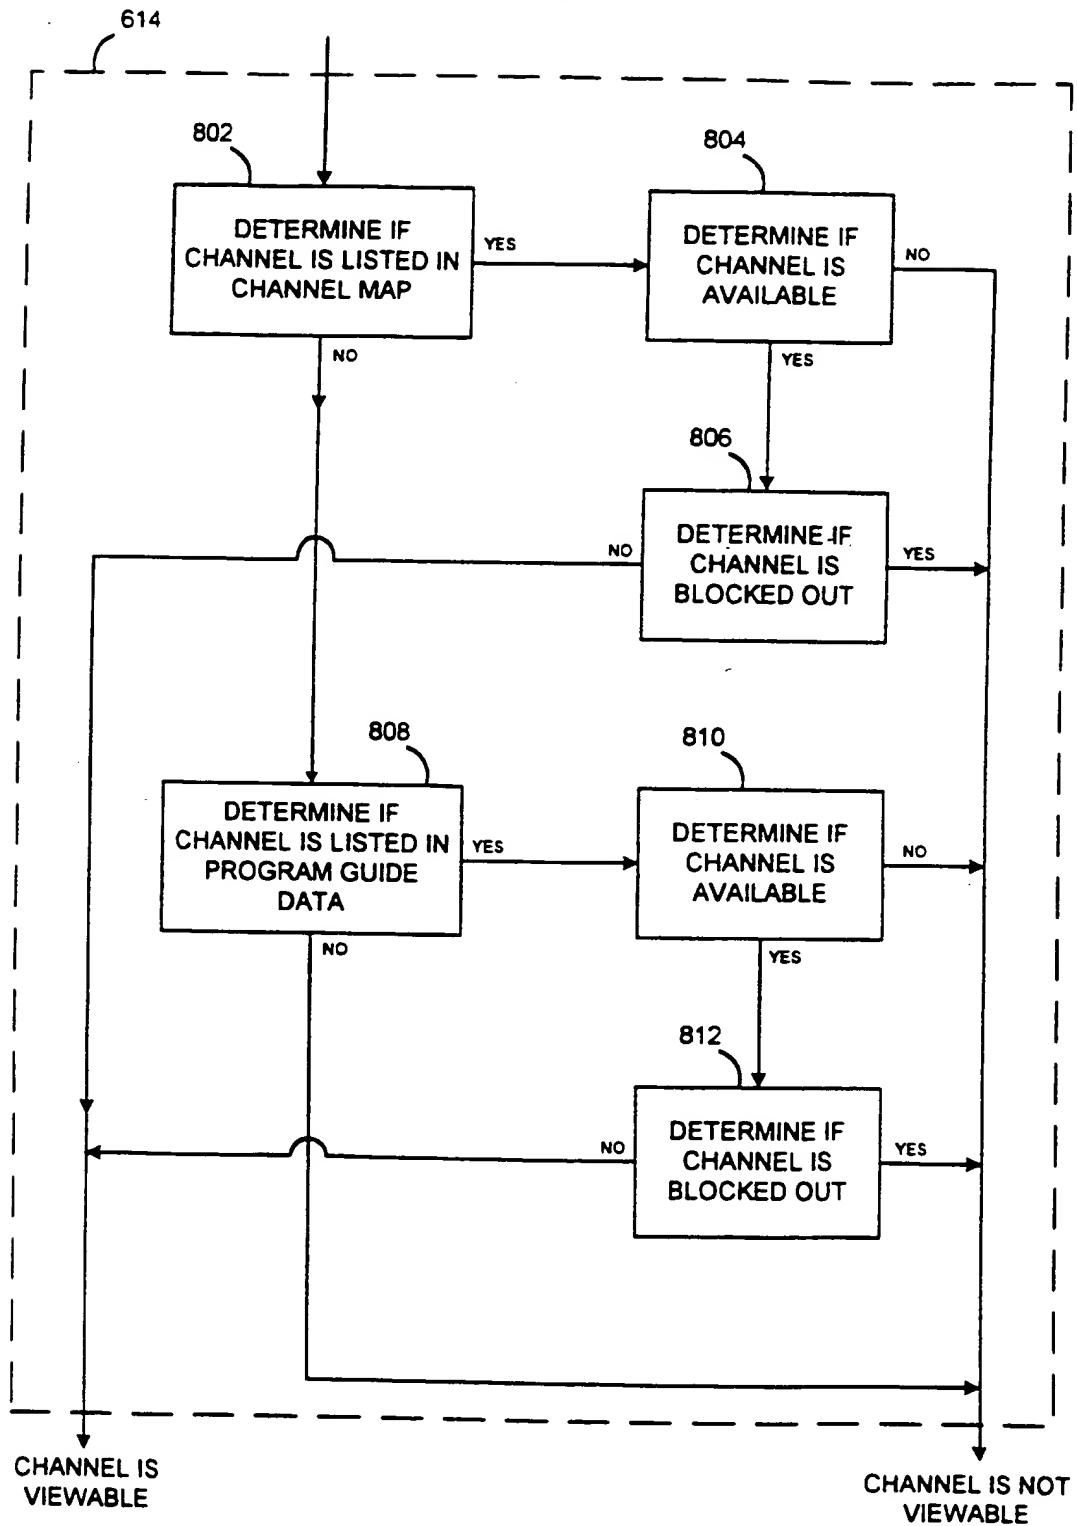 614
802
804
DETERMINE IF
CHANNEL IS LISTED IN
CHANNEL MAP
YES
DETERMINE IF
CHANNEL IS
AVAILABLE
NO
NO
YES
806
NO
DETERMINE IF
CHANNEL IS
BLOCKED OUT
YES
808
810
DETERMINE IF
CHANNEL IS LISTED IN
PROGRAM GUIDE
DATA
YES
DETERMINE IF
CHANNEL IS
AVAILABLE
NO
NO
YES
812
NO
DETERMINE IF
CHANNEL IS
BLOCKED OUT
YES
CHANNEL IS
VIEWABLE
CHANNEL IS NOT
VIEWABLE